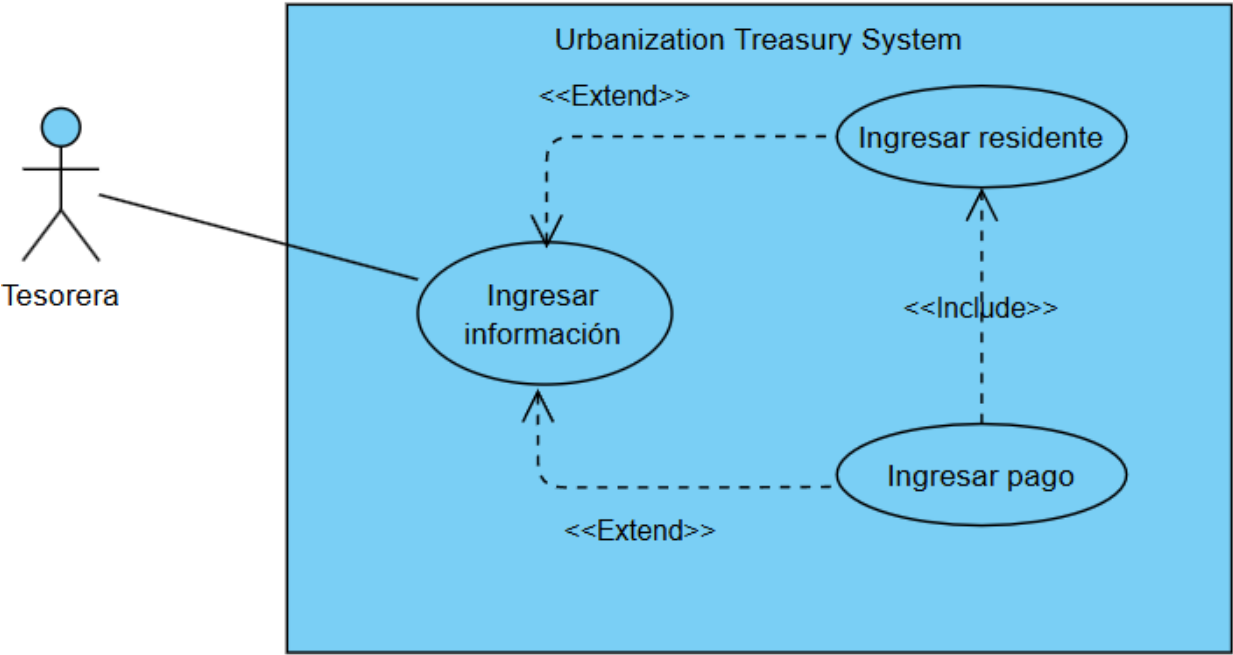 Urbanization Treasury System
<<Extend>>
Ingresar residente
Tesorera
Ingresar
información
<<Include>>
Ingresar pago
<<Extend>>